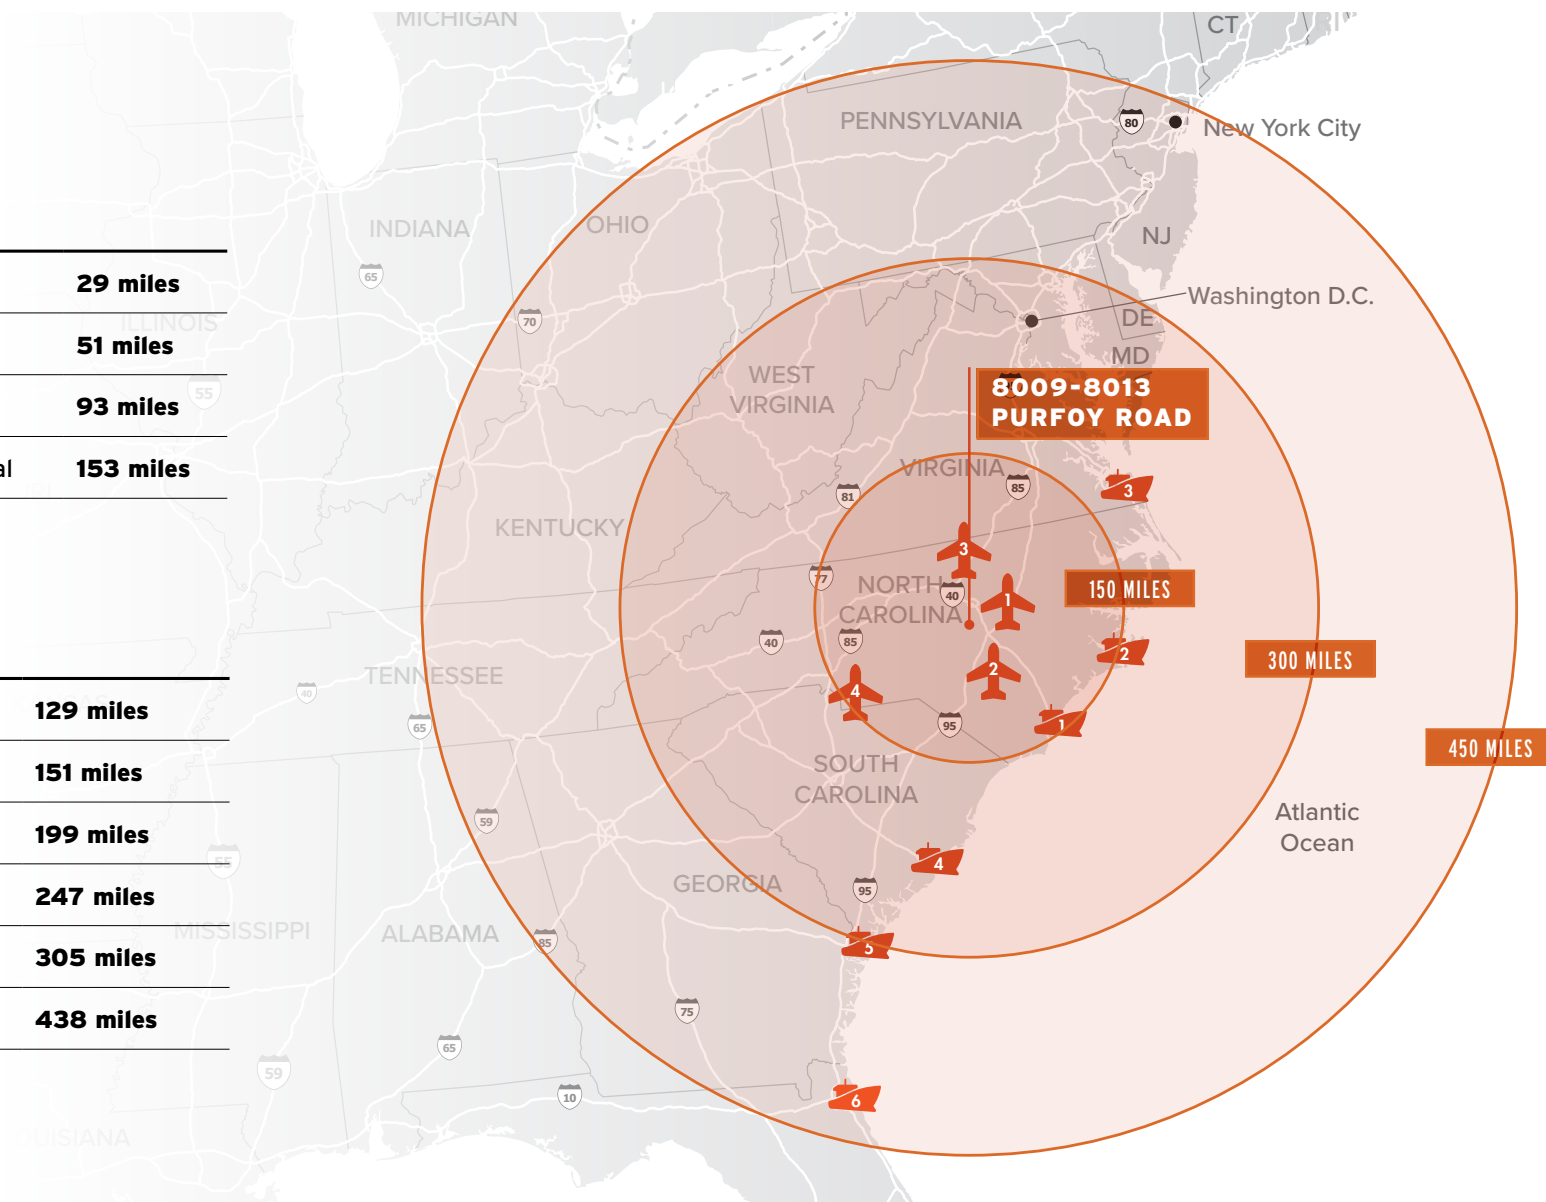 MICHIGAN
CT
RI
PENNSYLVANIA
80
New York City
INDIANA
OHIO
NJ
65
29 miles
Washington D.C.
ILLINOIS
70
DE
51 miles
MD
WEST
VIRGINIA
8009-8013
PURFOY ROAD
55
93 miles
al
153 miles
VIRGINIA
81
85
3
KENTUCKY
3
77
NORTH
CAROLINA
40
1
150 MILES
40
85
2
300 MILES
TENNESSEE
2
4
40
65
129 miles
95
1
450 MILES
151 miles
SOUTH
CAROLINA
Atlantic
Ocean
59
199 miles
55
4
GEORGIA
95
247 miles
MISSISSIPPI
ALABAMA
85
5
305 miles
75
438 miles
65
59
10
6
UISIANA